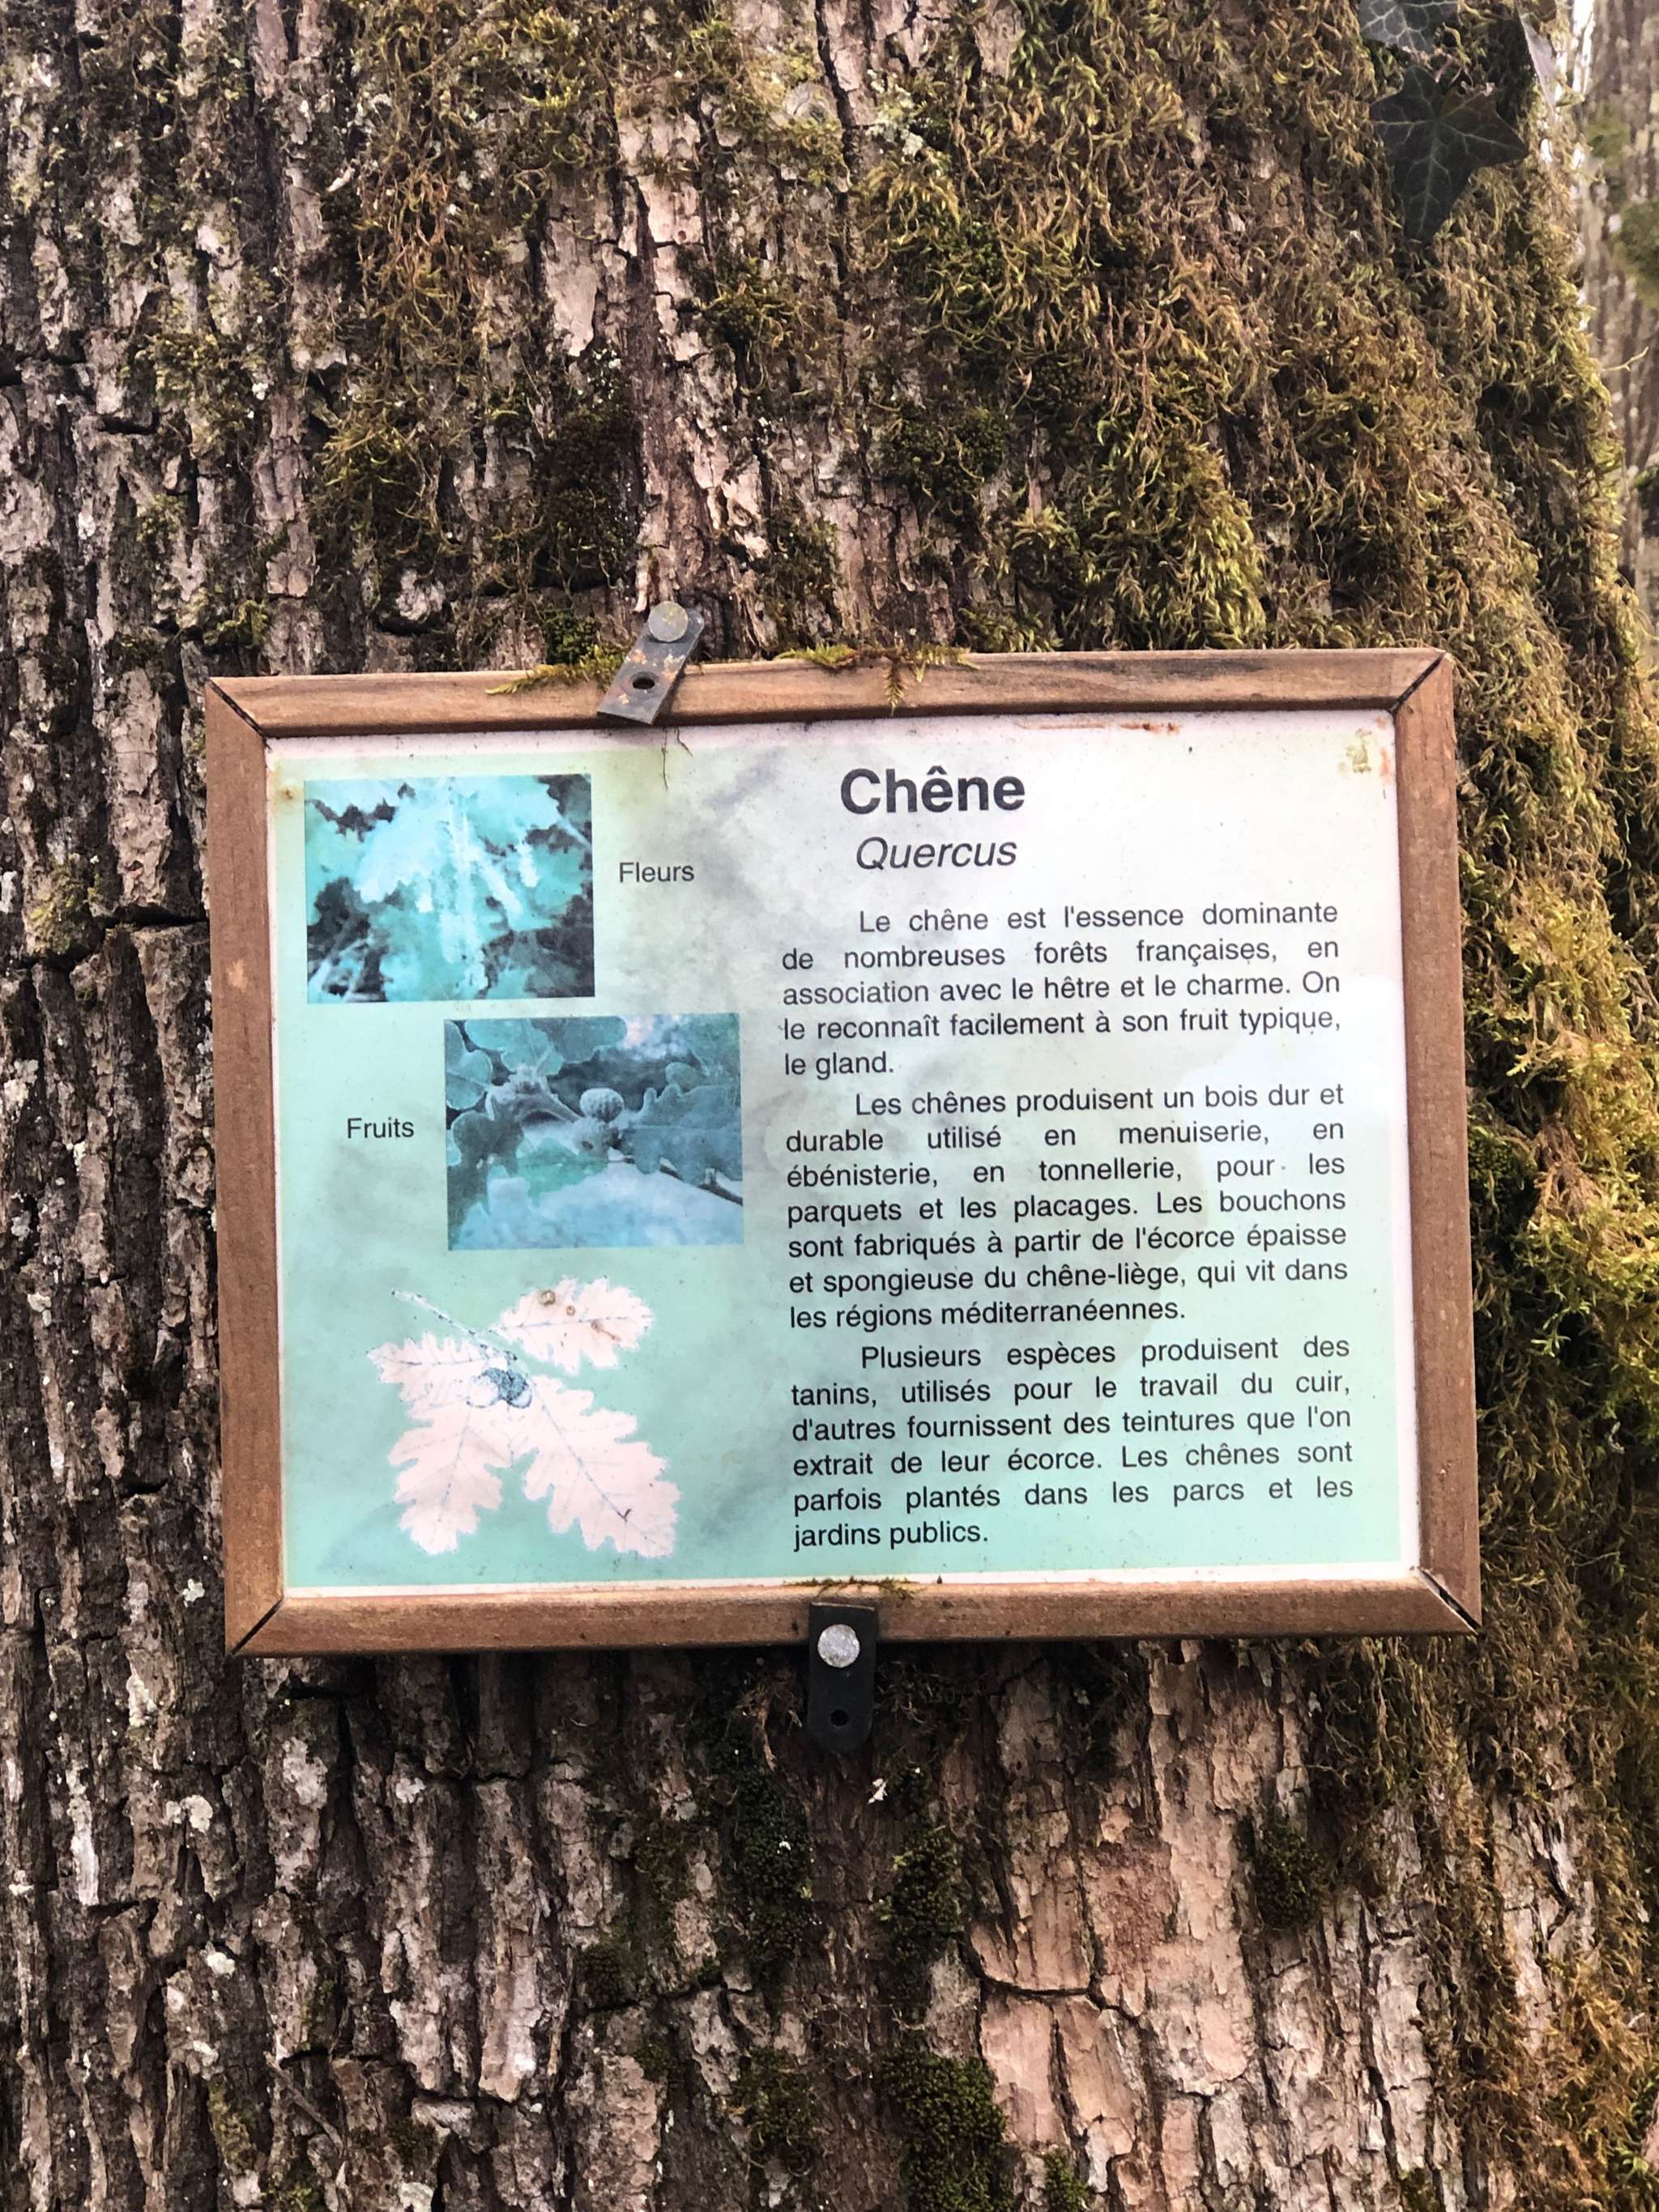 Chêne
Quercus
Fleurs
Fruits
Le chêne est l'essence dominante
de nombreuses forêts françaises, en
association avec le hêtre et le charme. On
le reconnaît facilement à son fruit typique,
le gland.
Les chênes produisent un bois dur et
durable utilisé en menuiserie, en
ébénisterie, en tonnellerie, pour les
parquets et les placages. Les bouchons
sont fabriqués à partir de l'écorce épaisse
et spongieuse du chêne-liège, qui vit dans
les régions méditerranéennes.
Plusieurs espèces produisent des
tanins, utilisés pour le travail du cuir,
d'autres fournissent des teintures que l'on
extrait de leur écorce. Les chênes sont
parfois plantés dans les parcs et les
jardins publics.